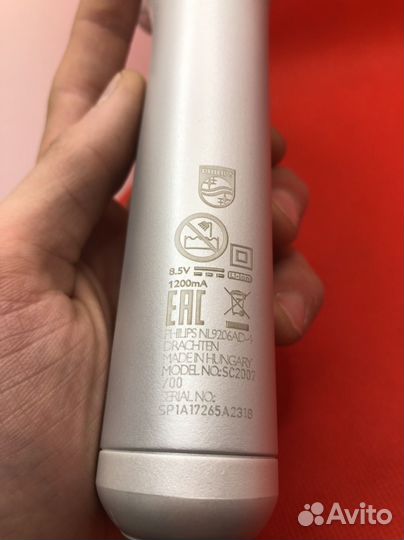 PHILIPS
8.5V
1200mA
EAC
PHILIPS NL9206AD-4
DRACHTEN
MADE IN HUNGARY
MODEL NO.:SC2007
/00
SERIAL NO.:
SP1A17265A2318
Avito